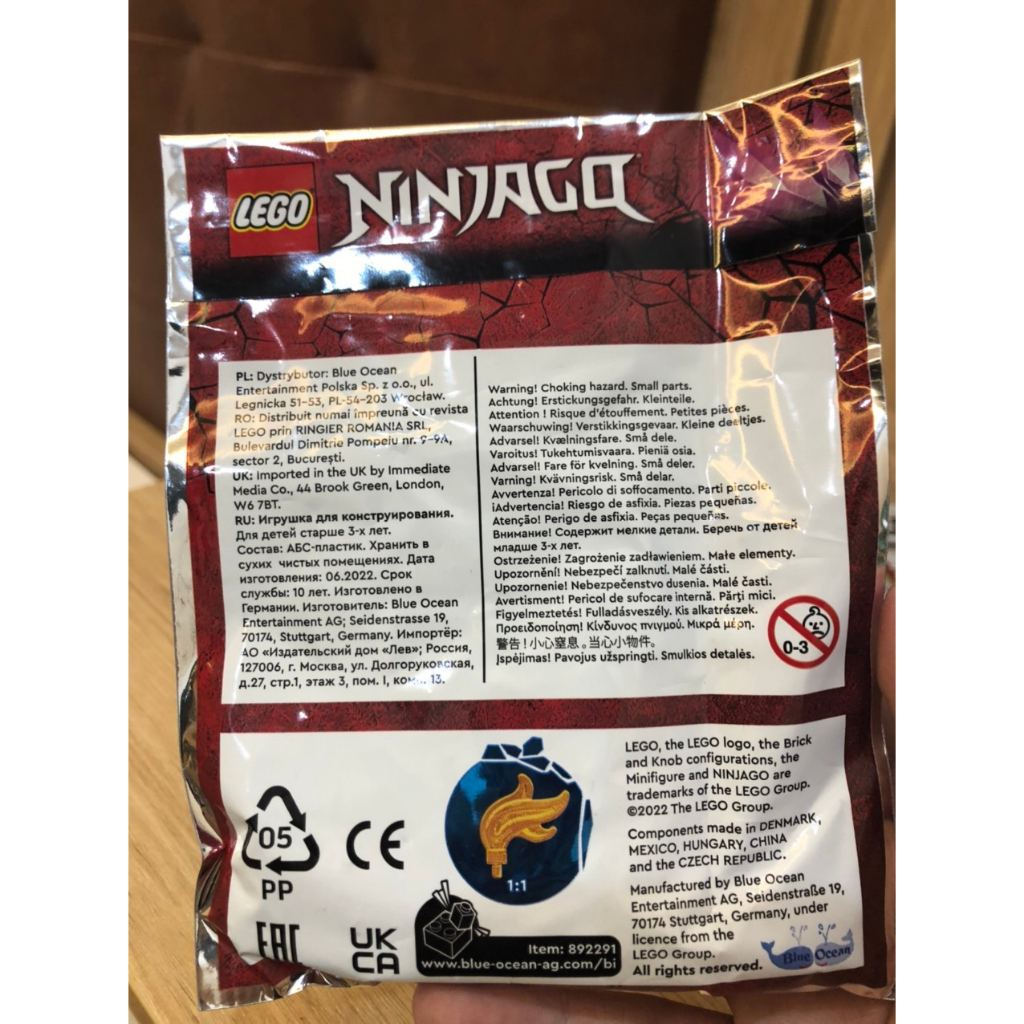 LEGO
NINJAGO
PL: Dystrybutor: Blue Ocean
Entertainment Polska Sp. z o.o., ul.
Legnicka 51-53, PL-54-203 Wrocław.
RO: Distribuit numai împreună cu revista
LEGO prin RINGIER ROMANIA SRL,
Bulevardul Dimitrie Pompeiu nr. 9-9A,
sector 2, București.
UK: Imported in the UK by Immediate
Media Co., 44 Brook Green, London,
W6 7BT.
RU: Игрушка для конструирования.
Для детей старше 3-х лет.
Состав: АБС-пластик. Хранить в
сухих чистых помещениях. Дата
изготовления: 06.2022. Срок
службы: 10 лет. Изготовлено в
Германии. Изготовитель: Blue Ocean
Entertainment AG; Seidenstrasse 19,
70174, Stuttgart, Germany. Импортёр:
АО «Издательский дом «Лев»; Россия,
127006, г. Москва, ул. Долгоруковская,
д.27, стр.1, этаж 3, пом. I, ком. 13.
Warning! Choking hazard. Small parts.
Achtung! Erstickungsgefahr. Kleinteile.
Attention ! Risque d'étouffement. Petites pièces.
Waarschuwing! Verstikkingsgevaar. Kleine deeltjes.
Advarsel! Kvælningsfare. Små dele.
Varoitus! Tukehtumisvaara. Pieniä osia.
Advarsel! Fare for kvelning. Små deler.
Varning! Kvävningsrisk. Små delar.
Avvertenza! Pericolo di soffocamento. Parti piccole.
¡Advertencia! Riesgo de asfixia. Piezas pequeñas.
Atenção! Perigo de asfixia. Peças pequeñas.
Внимание! Содержит мелкие детали. Беречь от детей
младше 3-х лет.
Ostrzeżenie! Zagrożenie zadławieniem. Małe elementy.
Upozornění! Nebezpečí zalknutí. Malé části.
Upozornenie! Nebezpečenstvo dusenia. Malé časti.
Avertisment! Pericol de sufocare internă. Părţi mici.
Figyelmeztetés! Fulladásveszély. Kis alkatrészek.
Προειδοποίηση! Κίνδυνος πνιγμού. Μικρά μέρη.
警告！小心窒息。当心小物件。
Įspėjimas! Pavojus užspringti. Smulkios detalės.
0-3
05
PP
CE
EAC
UK
CA
1:1
Item: 892291
www.blue-ocean-ag.com/bi
LEGO, the LEGO logo, the Brick
and Knob configurations, the
Minifigure and NINJAGO are
trademarks of the LEGO Group.
©2022 The LEGO Group.
Components made in DENMARK,
MEXICO, HUNGARY, CHINA
and the CZECH REPUBLIC.
Manufactured by Blue Ocean
Entertainment AG, Seidenstraße 19,
70174 Stuttgart, Germany, under
licence from the
LEGO Group.
All rights reserved.
Blue Ocean